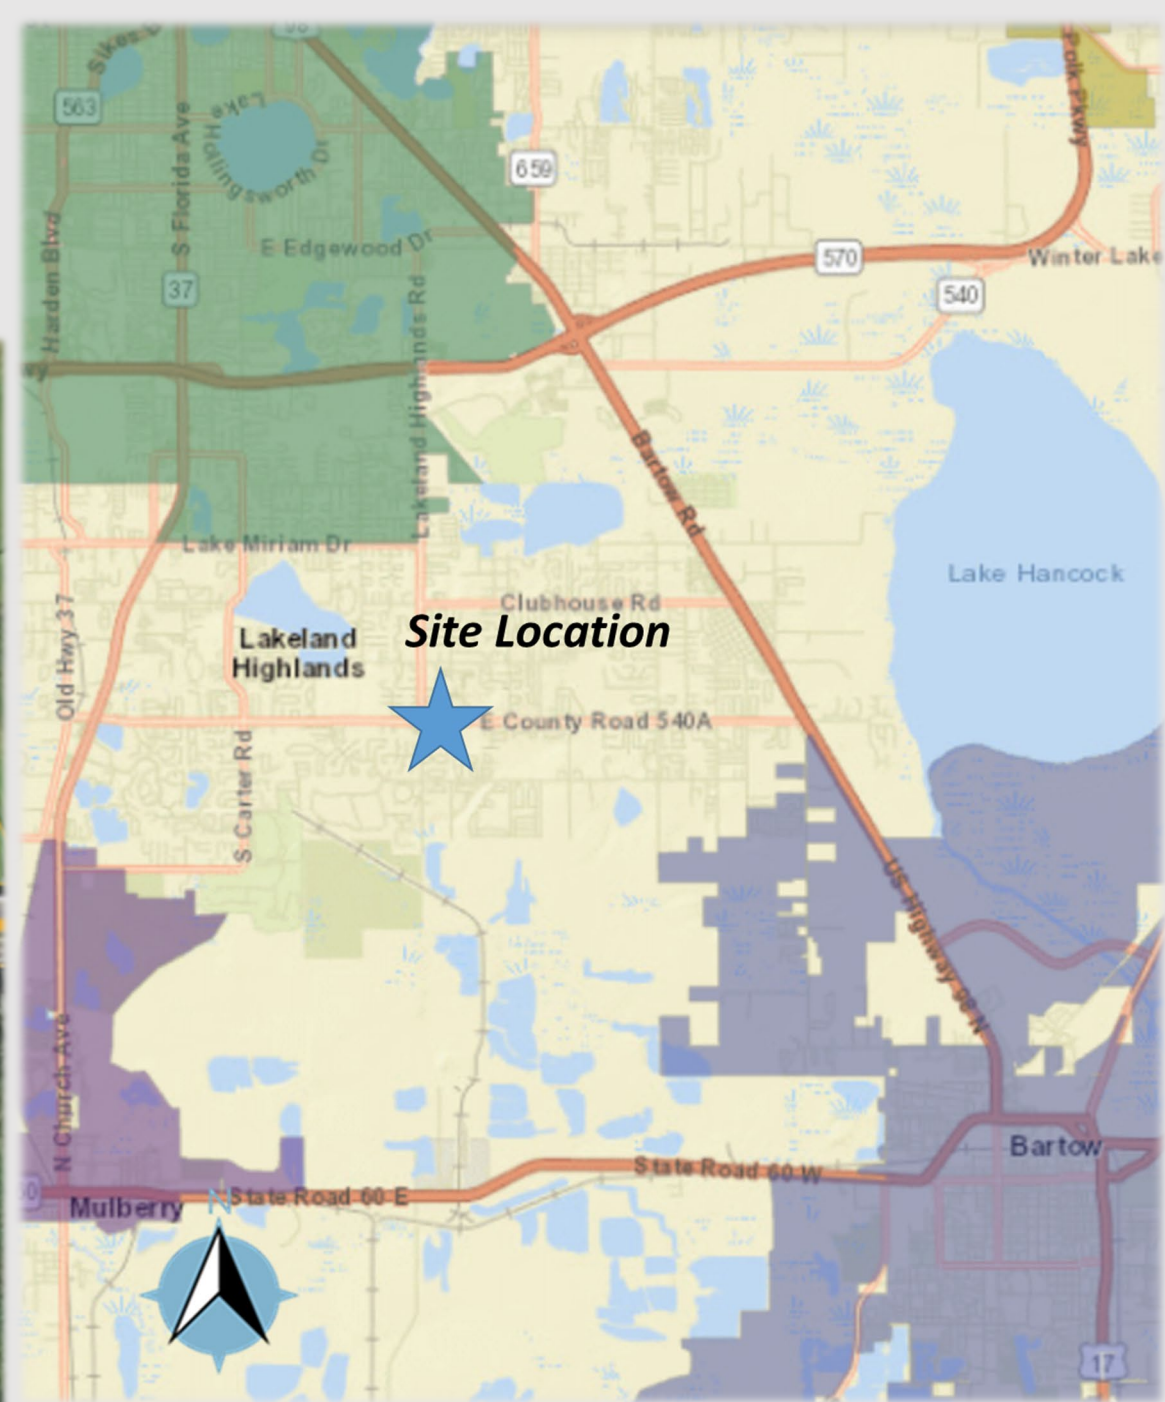 98
Sikes B
563
Lake Hollingsworth Dr
S Florida Ave
659
Polk Pkwy
Harden Blvd
E Edgewood Dr
570
Winter Lake
37
540
Lakeland Highlands Rd
Bartow Rd
Lake Miriam Dr
Lake Hancock
Clubhouse Rd
Site Location
Old Hwy 37
Lakeland
Highlands
E County Road 540A
S Carter Rd
US Highway 98 N
N Church Ave
Bartow
State Road 60 W
State Road 60 E
Mulberry
N
17